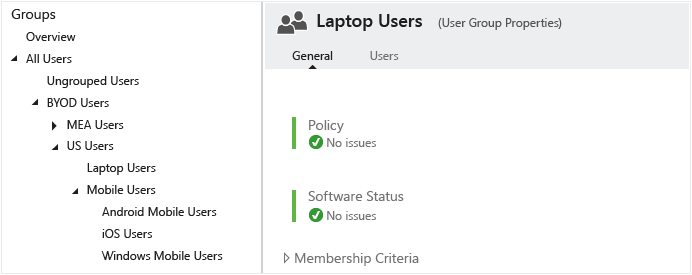 Groups
Overview
All Users
Ungrouped Users
BYOD Users
MEA Users
US Users
Laptop Users
Mobile Users
Android Mobile Users
iOS Users
Windows Mobile Users
Laptop Users (User Group Properties)
General Users
Policy
No issues
Software Status
No issues
Membership Criteria